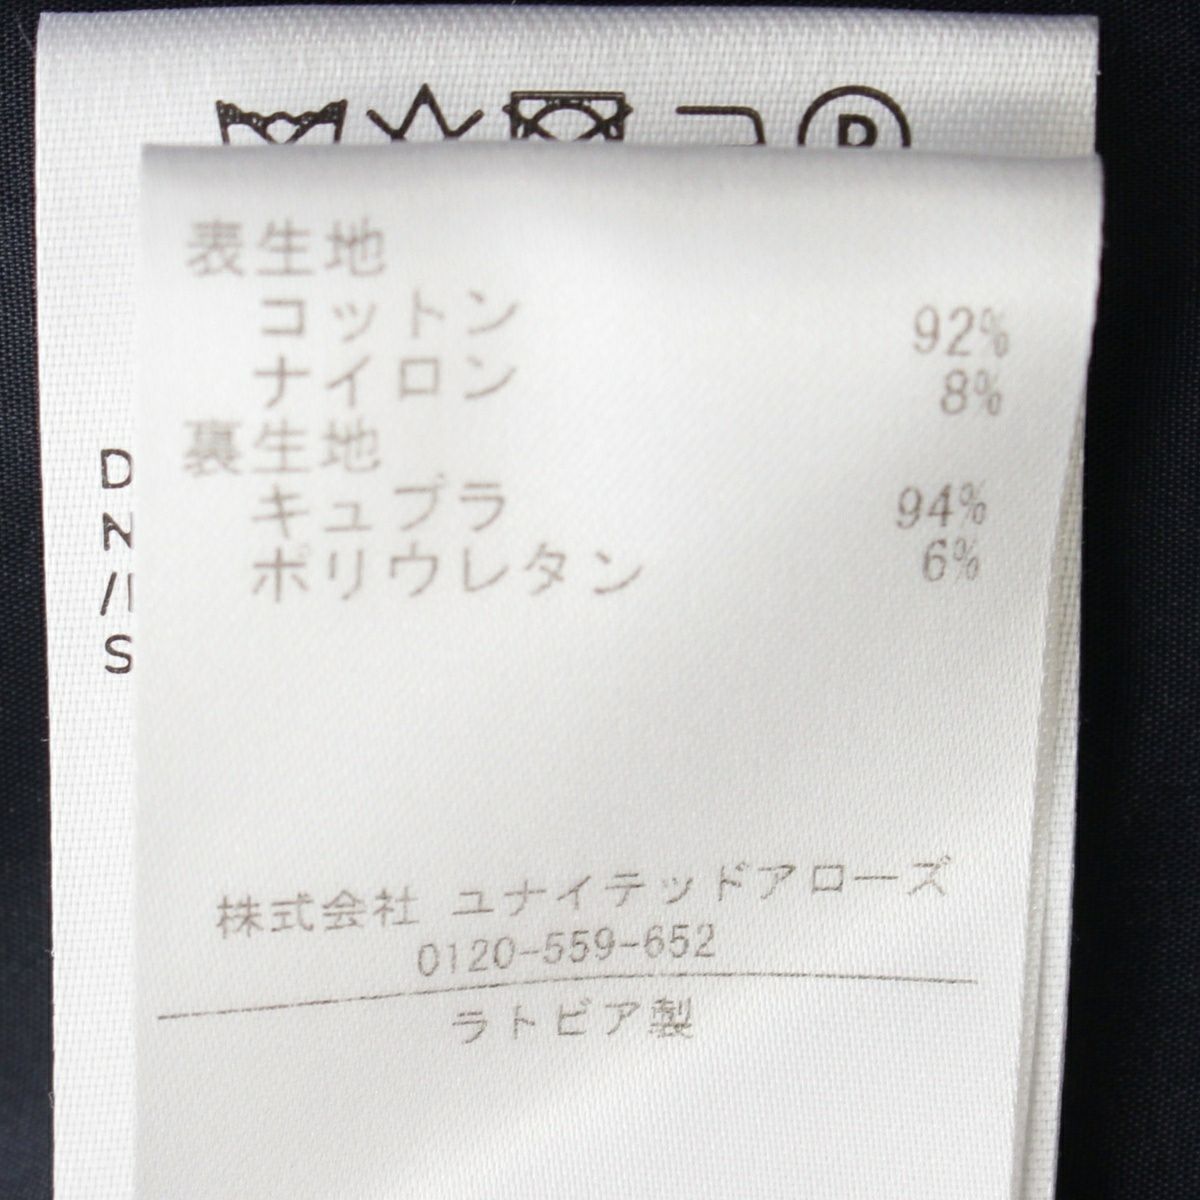 表生地
コットン 92%
ナイロン 8%
裏生地
キュプラ 94%
ポリウレタン 6%
株式会社 ユナイテッドアローズ
0120-559-652
ラトビア製
P
D
N
/I
S